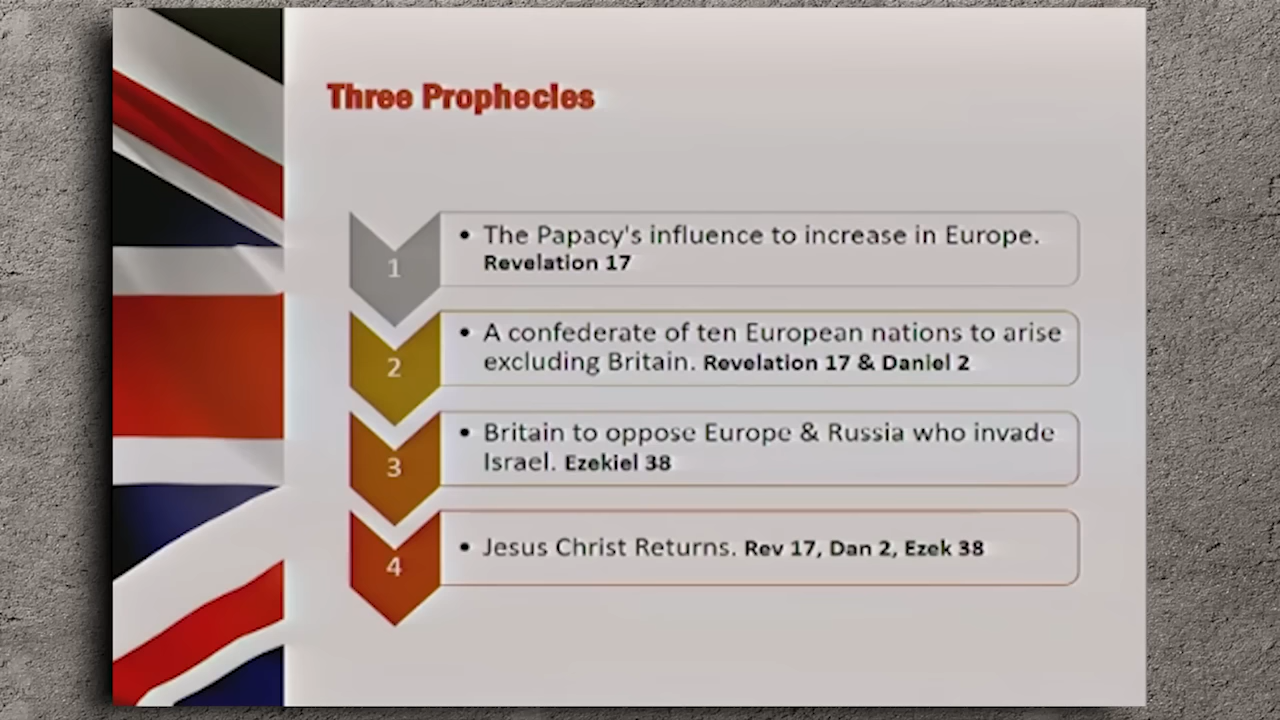 Three Prophecies
1
• The Papacy's influence to increase in Europe.
Revelation 17
2
• A confederate of ten European nations to arise
excluding Britain. Revelation 17 & Daniel 2
3
• Britain to oppose Europe & Russia who invade
Israel. Ezekiel 38
4
• Jesus Christ Returns. Rev 17, Dan 2, Ezek 38